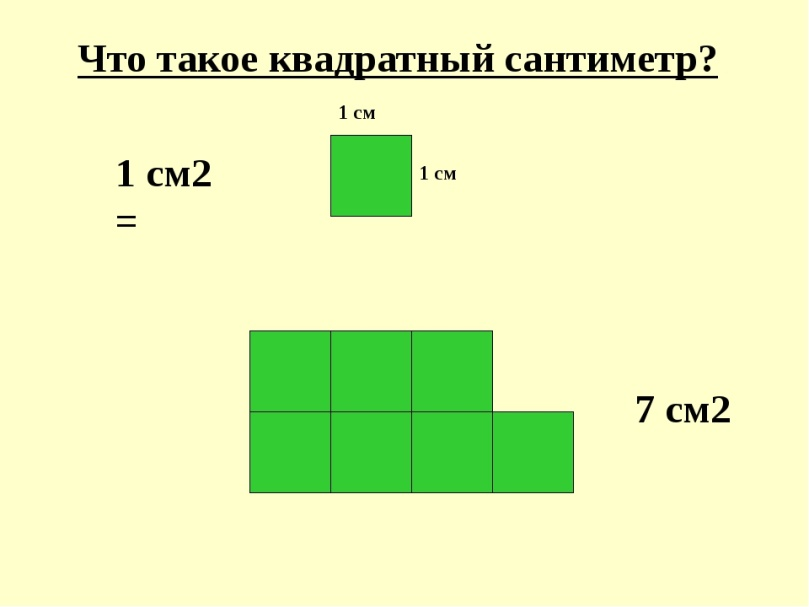 Что такое квадратный сантиметр?
1 см
1 см2
=
1 см
7 см2